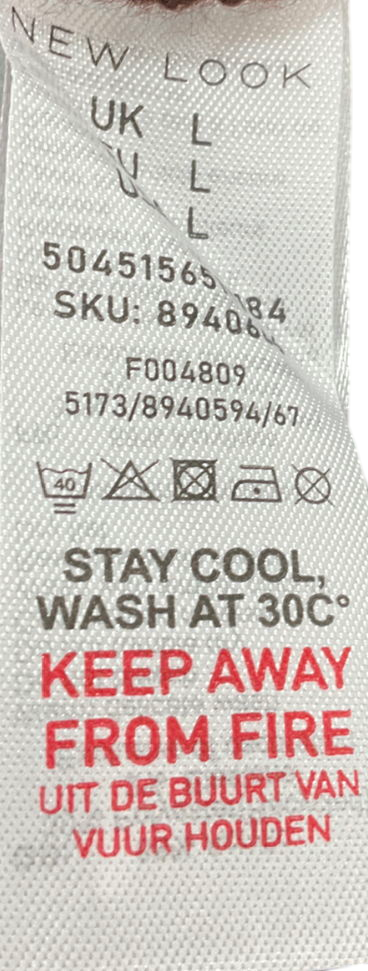 NEW LOOK
UK L
L
L
F004809
5173/8940594/67
40
STAY COOL,
WASH AT 30C°
KEEP AWAY
FROM FIRE
UIT DE BUURT VAN
VUUR HOUDEN